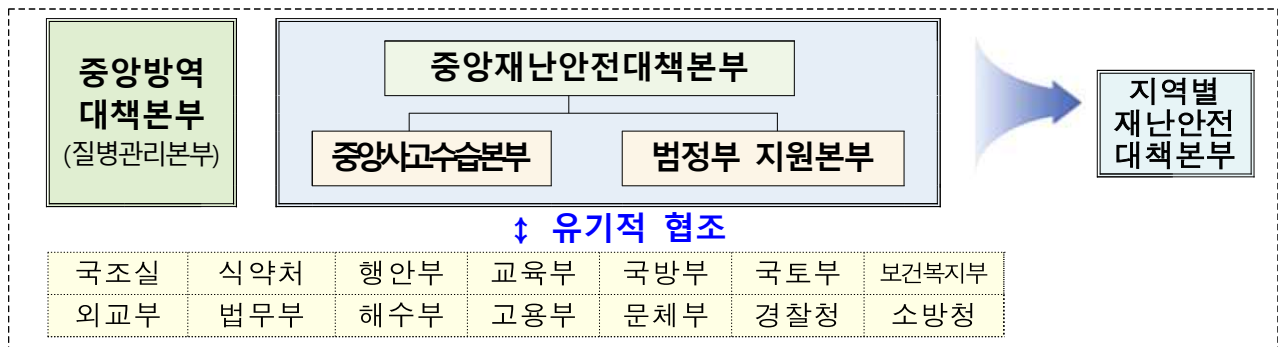 중앙방역
대책본부
(질병관리본부)
중앙재난안전대책본부
중앙사고수습본부 범정부 지원본부
지역별
재난안전
대책본부
↕ 유기적 협조
국조실 식약처 행안부 교육부 국방부 국토부 보건복지부
외교부 법무부 해수부 고용부 문체부 경찰청 소방청